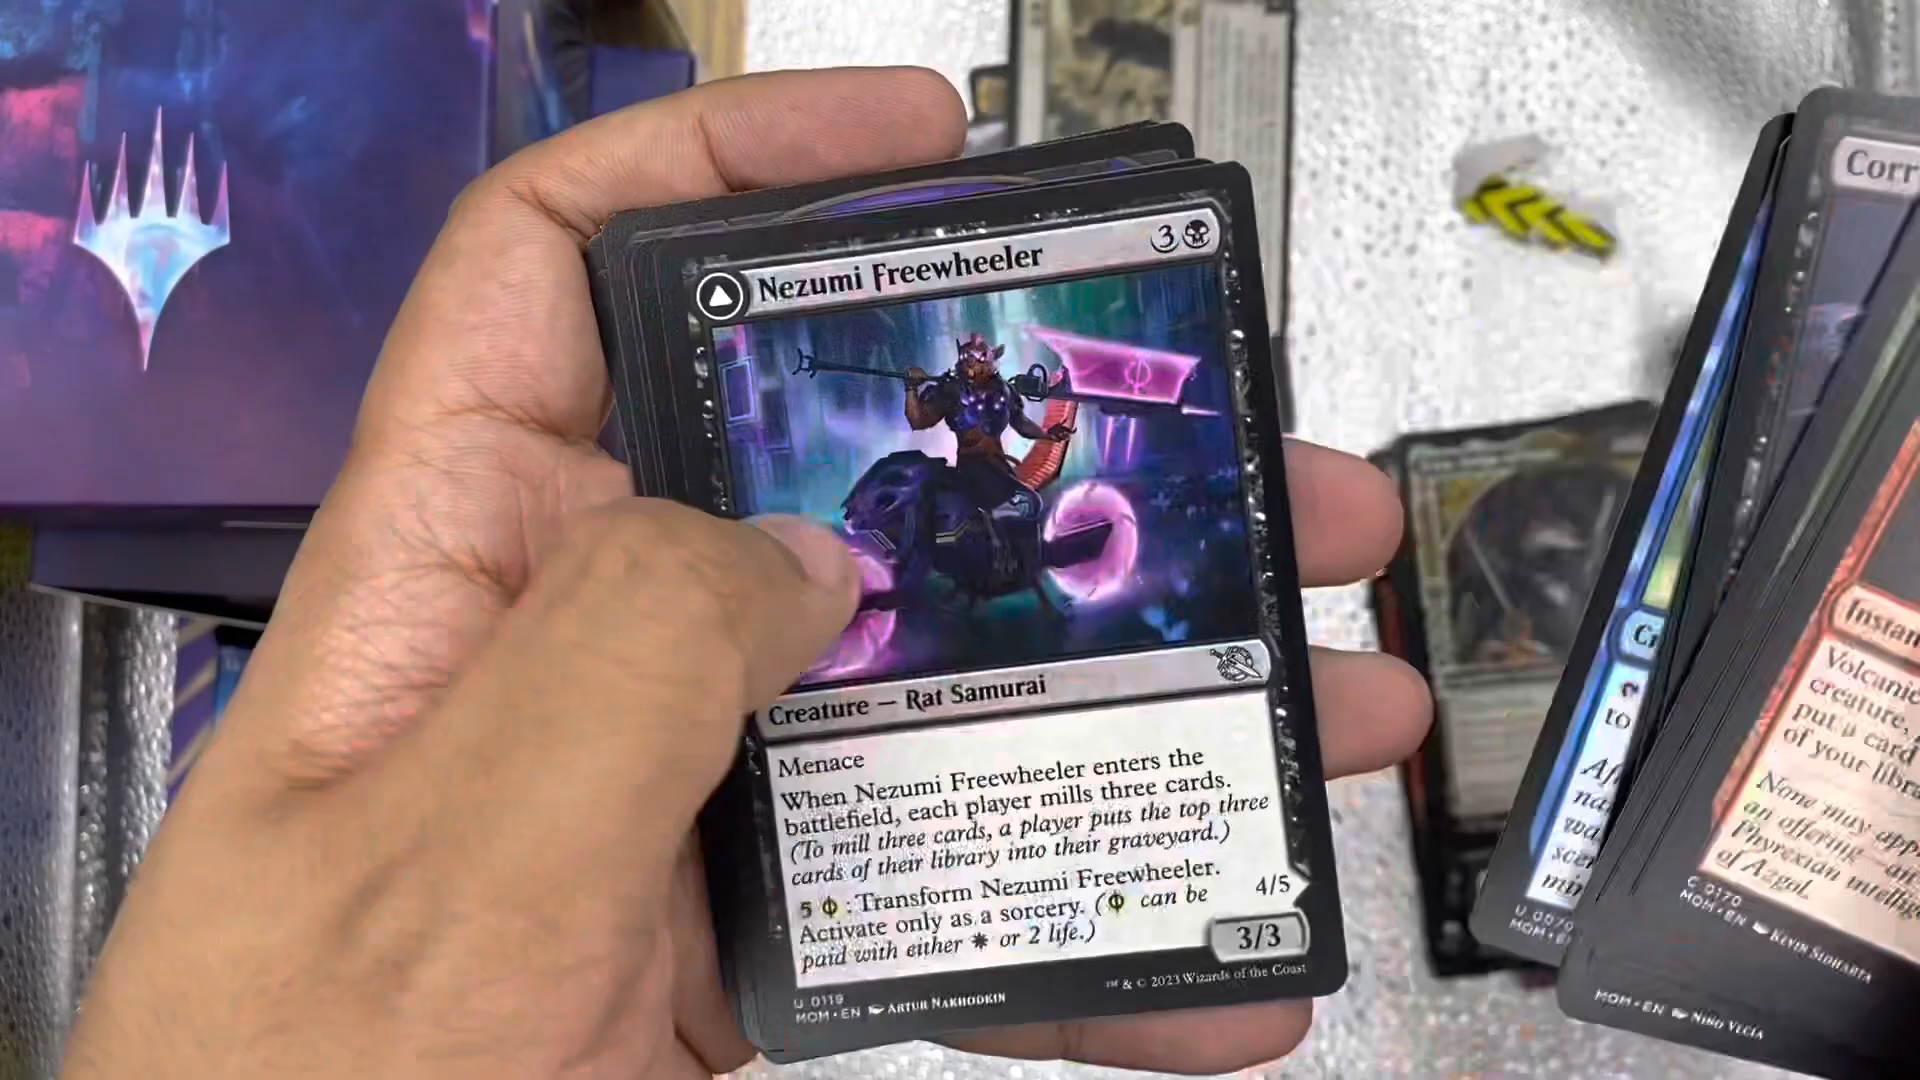 Nezumi Freewheeler
3
Creature — Rat Samurai
Menace
When Nezumi Freewheeler enters the
battlefield, each player mills three cards.
(To mill three cards, a player puts the top three
cards of their library into their graveyard.)
5 : Transform Nezumi Freewheeler.
Activate only as a sorcery. ( can be
paid with either or 2 life.)
4/5
3/3
U 0119
MOM • EN ARTUR NAKHODKIN
™ & © 2023 Wizards of the Coast
to
U 0070
Corr
Instan
Volcanic
creature,
put a card
of your libra
None may app
an offering—an
Phyrexian intellig
of Azgol.
C 0170
MOM • EN KEVIN SIDHARTA
MOM • EN NINO VECIA